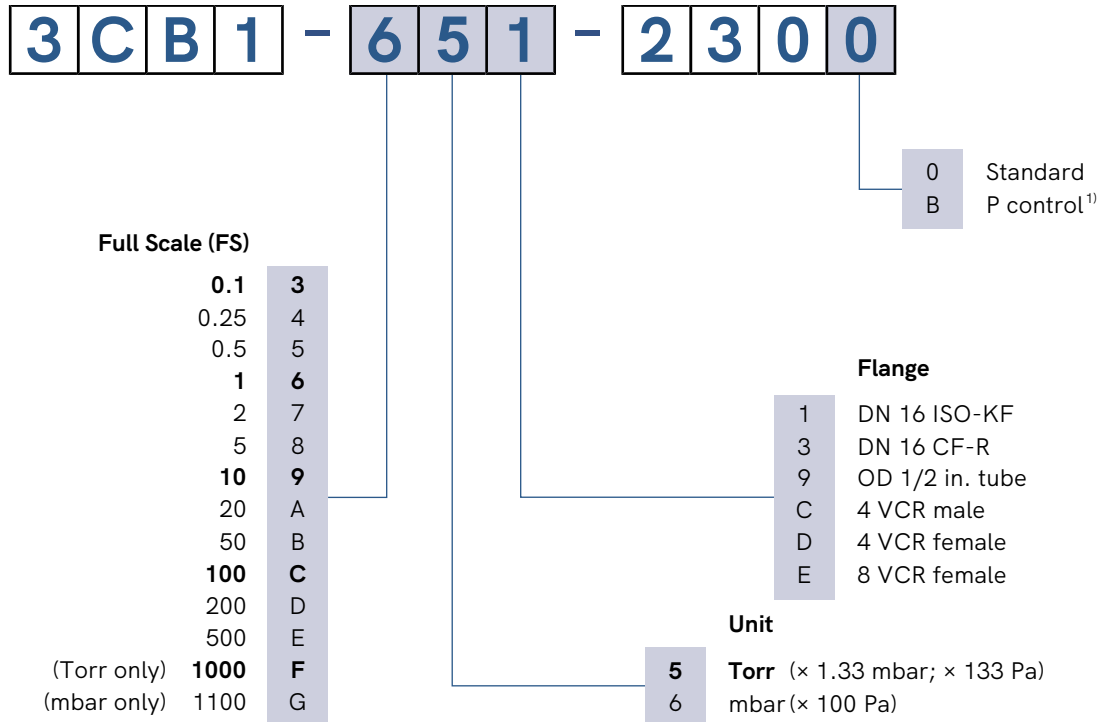 3CB1 - 651 - 2300
0 Standard
B P control 1)
Full Scale (FS)
0.1 3
0.25 4
0.5 5
1 6
2 7
5 8
10 9
20 A
50 B
100 C
200 D
500 E
(Torr only) 1000 F
(mbar only) 1100 G
Flange
1 DN 16 ISO-KF
3 DN 16 CF-R
9 OD 1/2 in. tube
C 4 VCR male
D 4 VCR female
E 8 VCR female
Unit
5 Torr (× 1.33 mbar; × 133 Pa)
6 mbar (× 100 Pa)